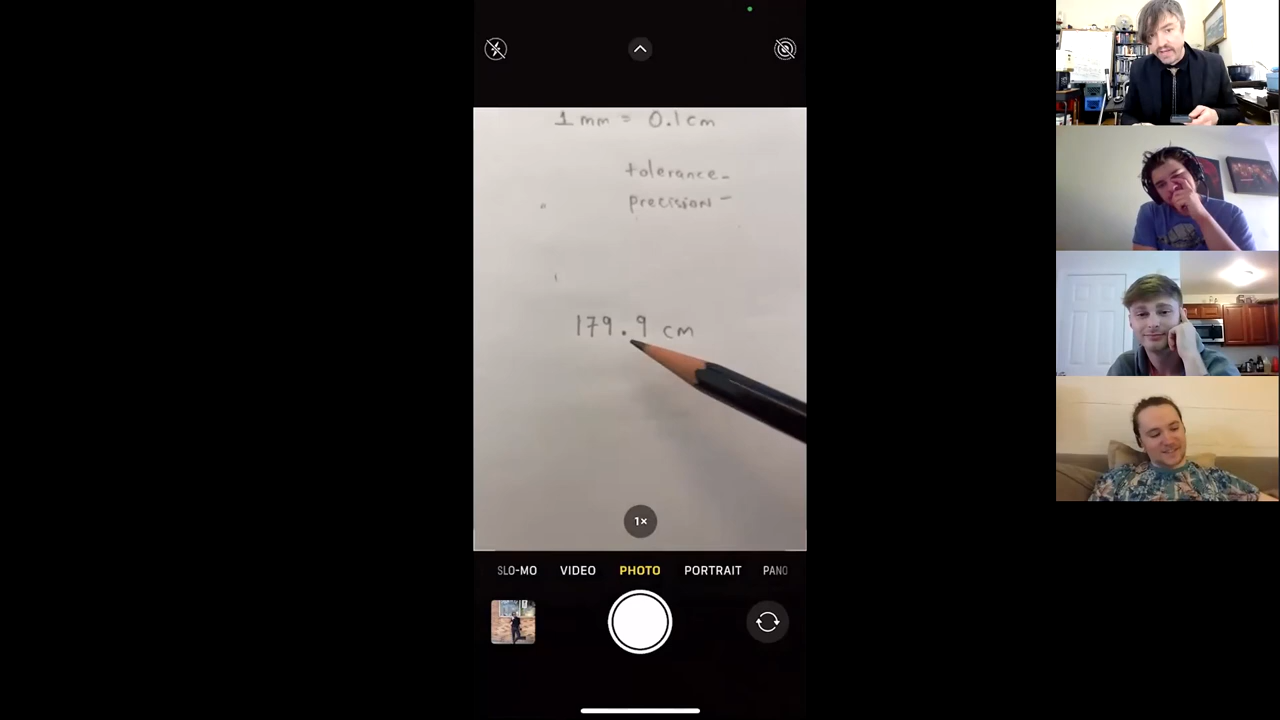 1 mm = 0.1 cm
tolerance-
precision -
179.9 cm
1×
SLO-MO VIDEO PHOTO PORTRAIT PANO